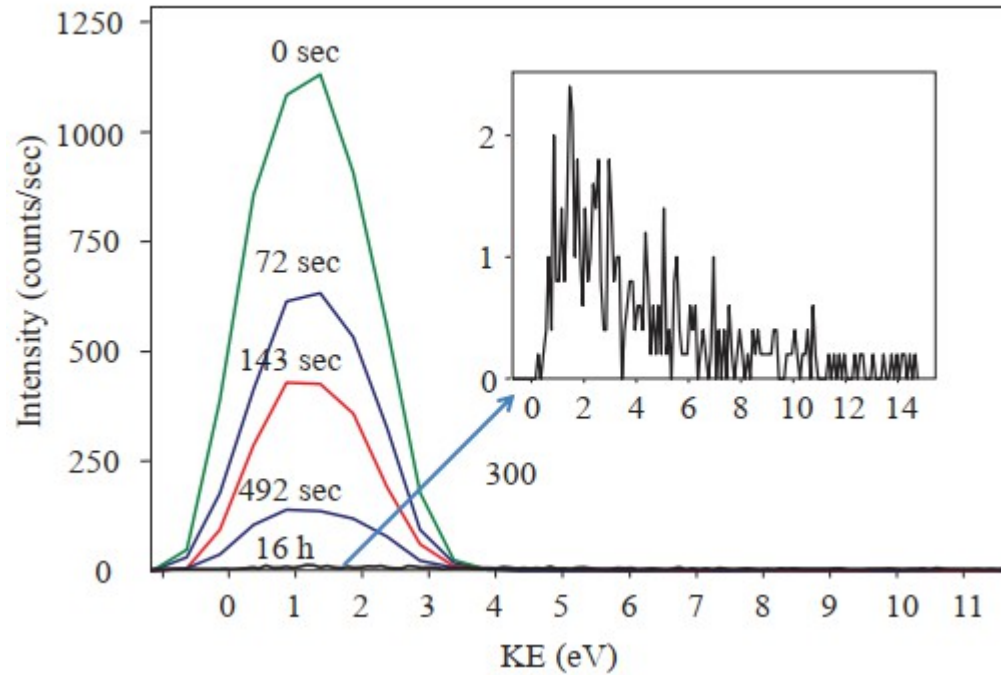 1250
1000
750
500
250
0
Intensity (counts/sec)
0 sec
72 sec
143 sec
492 sec
16 h
2
1
0
0 2 4 6 8 10 12 14
300
0 1 2 3 4 5 6 7 8 9 10 11
KE (eV)